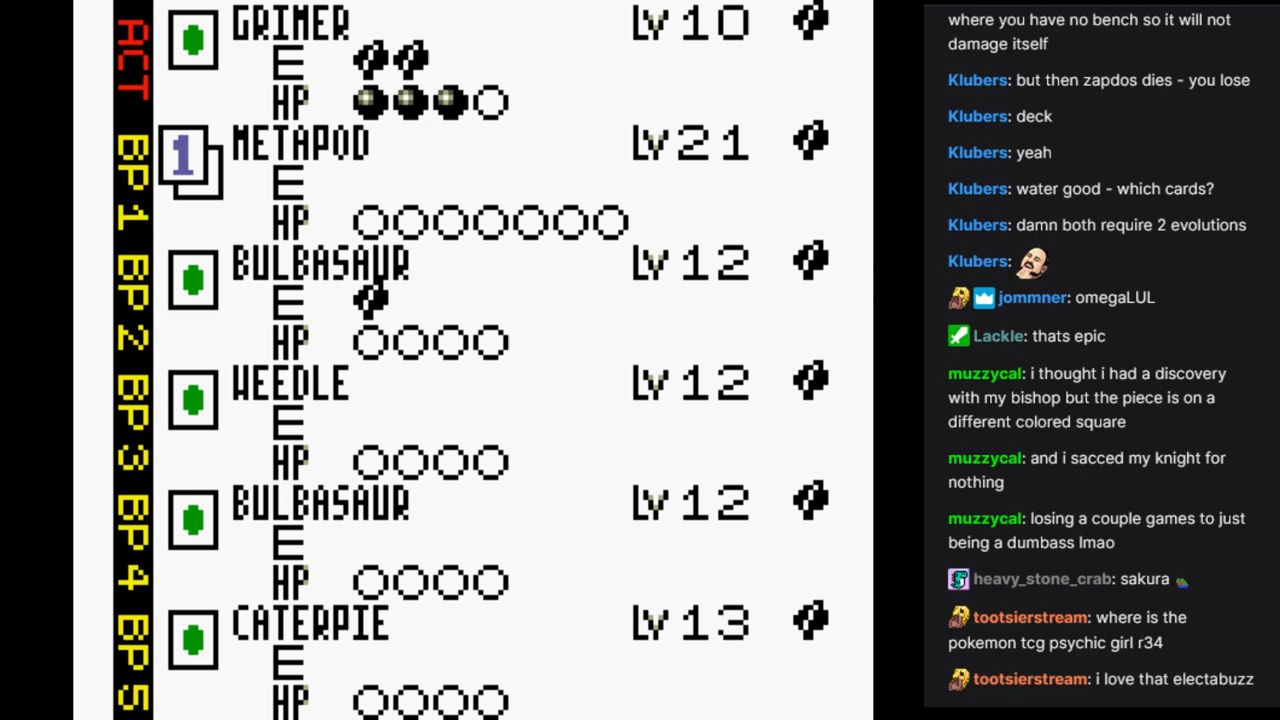 ACT
GRIMER Lv10
E
HP
BP1
1
METAPOD Lv21
E
HP
BP2
BULBASAUR Lv12
E
HP
BP3
WEEDLE Lv12
E
HP
BP4
BULBASAUR Lv12
E
HP
BP5
CATERPIE Lv13
E
HP
where you have no bench so it will not
damage itself
Klubers: but then zapdos dies - you lose
Klubers: deck
Klubers: yeah
Klubers: water good - which cards?
Klubers: damn both require 2 evolutions
Klubers:
jommner: omegaLUL
Lackle: thats epic
muzzycal: i thought i had a discovery
with my bishop but the piece is on a
different colored square
muzzycal: and i sacced my knight for
nothing
muzzycal: losing a couple games to just
being a dumbass lmao
heavy_stone_crab: sakura
tootsierstream: where is the
pokemon tcg psychic girl r34
tootsierstream: i love that electabuzz